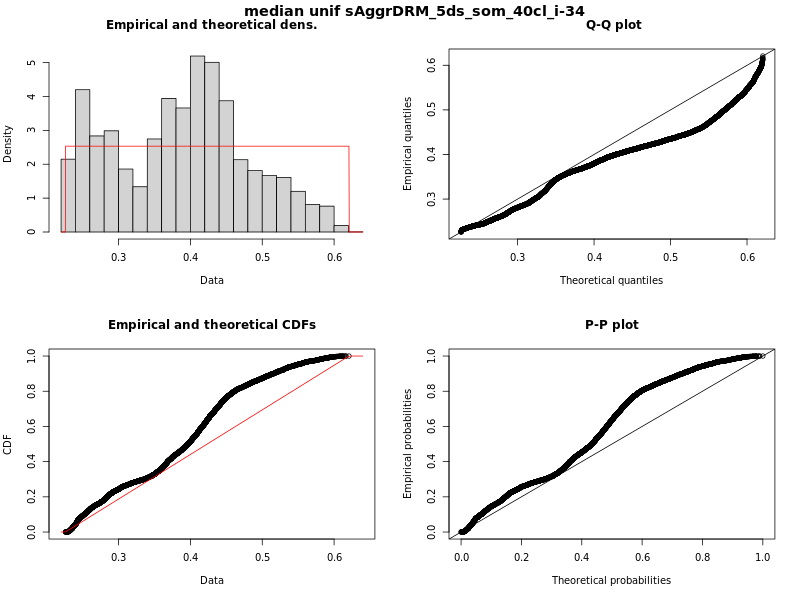 median unif sAggrDRM_5ds_som_40cl_i-34
Empirical and theoretical dens.
Density
0 1 2 3 4 5
0.3 0.4 0.5 0.6
Data
Q-Q plot
Empirical quantiles
0.3 0.4 0.5 0.6
0.3 0.4 0.5 0.6
Theoretical quantiles
Empirical and theoretical CDFs
CDF
0.0 0.2 0.4 0.6 0.8 1.0
0.3 0.4 0.5 0.6
Data
P-P plot
Empirical probabilities
0.0 0.2 0.4 0.6 0.8 1.0
0.0 0.2 0.4 0.6 0.8 1.0
Theoretical probabilities